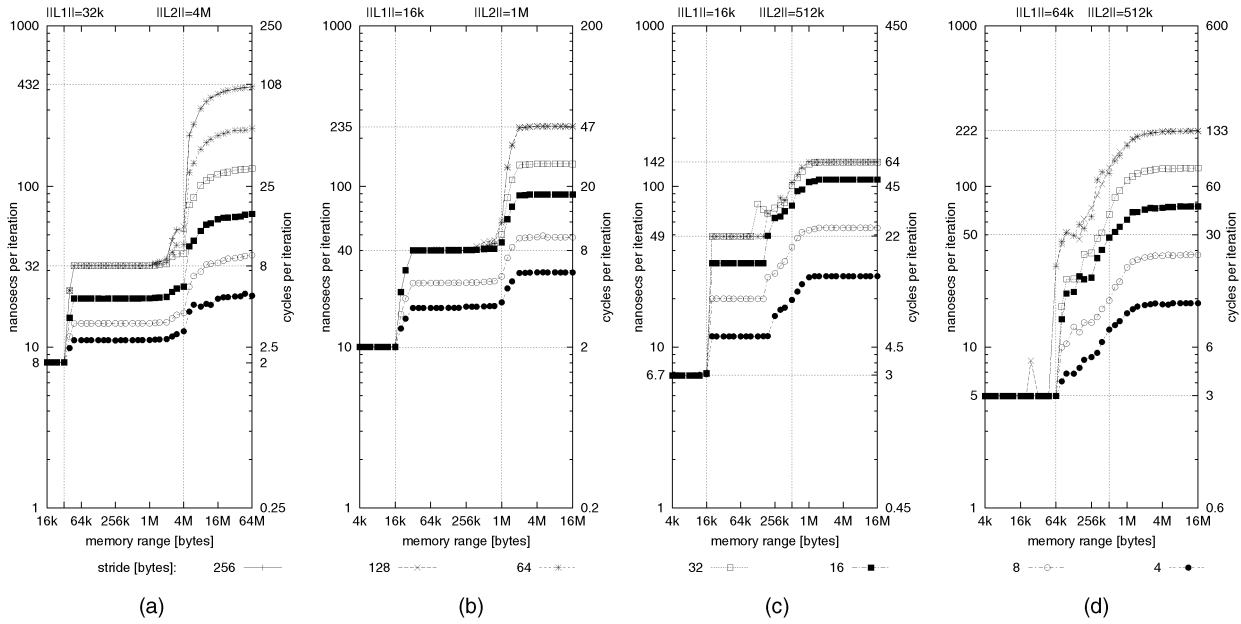 ||L1||=32k ||L2||=4M ||L1||=16k ||L2||=1M ||L1||=16k ||L2||=512k ||L1||=64k ||L2||=512k
1000 250 1000 200 1000 450 1000 600
432 108
235 47
222 133
142 64
100 25 100 20 100 45 100 60
50 30
49 22
40 8
32 8
10 2.5 10 2 10 4.5 10 6
8 2
6.7 3
5 3
1 0.25 1 0.2 1 0.45 1 0.6
nanosecs per iteration cycles per iteration nanosecs per iteration cycles per iteration nanosecs per iteration cycles per iteration nanosecs per iteration cycles per iteration
16k 64k 256k 1M 4M 16M 64M 4k 16k 64k 256k 1M 4M 16M 4k 16k 64k 256k 1M 4M 16M 4k 16k 64k 256k 1M 4M 16M
memory range [bytes] memory range [bytes] memory range [bytes] memory range [bytes]
stride [bytes]: 256 128 64 32 16 8 4
(a) (b) (c) (d)